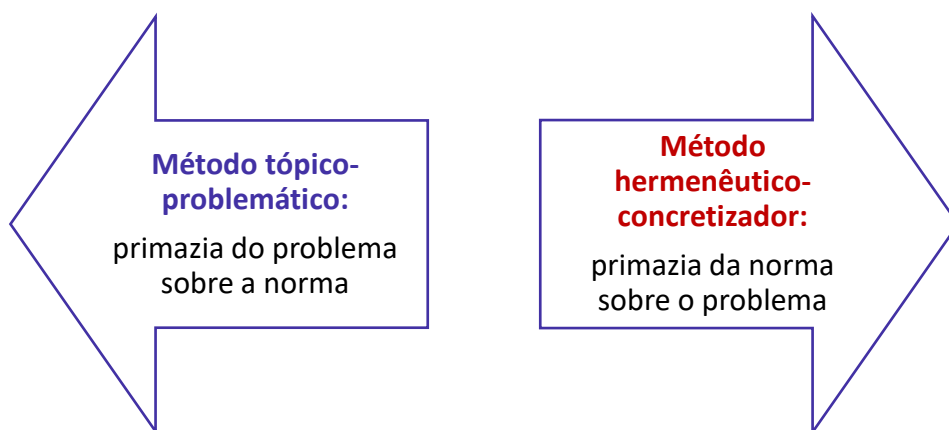 Método tópico-
problemático:
primazia do problema
sobre a norma
Método
hermenêutico-
concretizador:
primazia da norma
sobre o problema